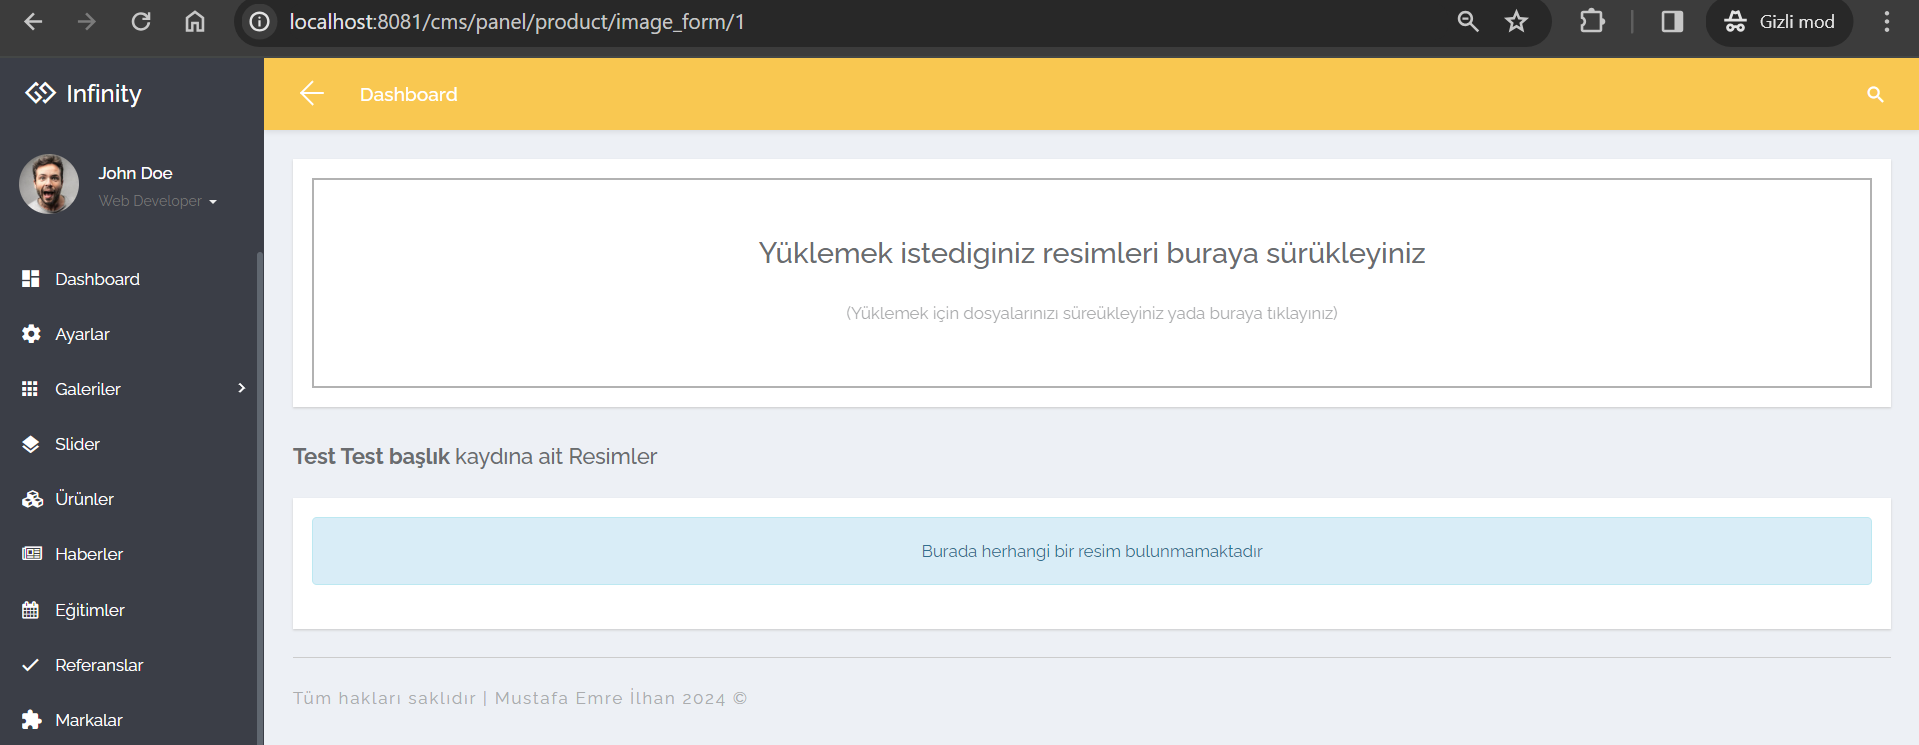 localhost:8081/cms/panel/product/image_form/1
Gizli mod
Infinity
Dashboard
John Doe
Web Developer
Dashboard
Ayarlar
Galeriler
Slider
Ürünler
Haberler
Eğitimler
Referanslar
Markalar
Yüklemek istediginiz resimleri buraya sürükleyiniz
(Yüklemek için dosyalarınızı süreükleyiniz yada buraya tıklayınız)
Test Test başlık kaydına ait Resimler
Burada herhangi bir resim bulunmamaktadır
Tüm hakları saklıdır | Mustafa Emre İlhan 2024 ©